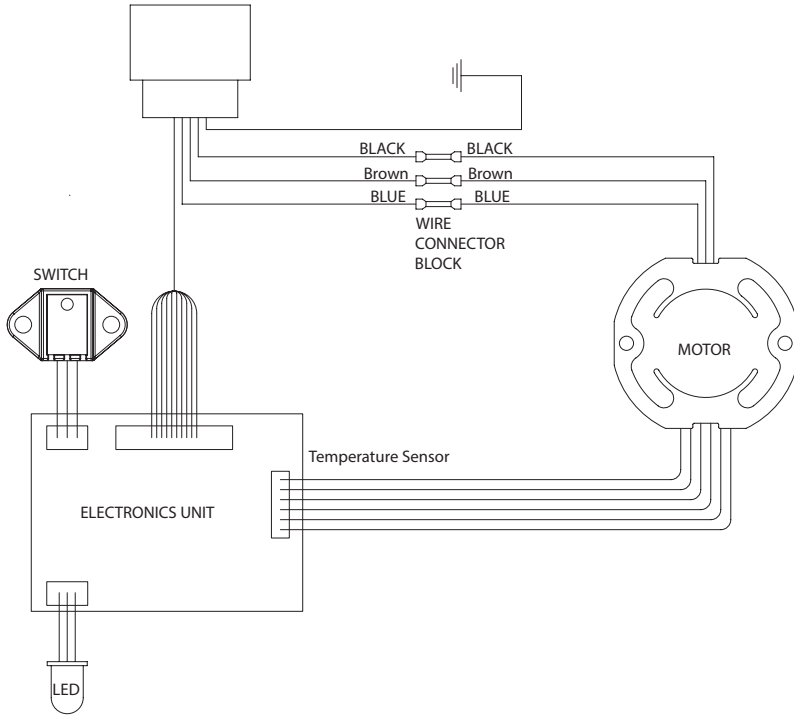 BLACK BLACK
Brown Brown
BLUE BLUE
WIRE
CONNECTOR
BLOCK
SWITCH
MOTOR
Temperature Sensor
ELECTRONICS UNIT
LED